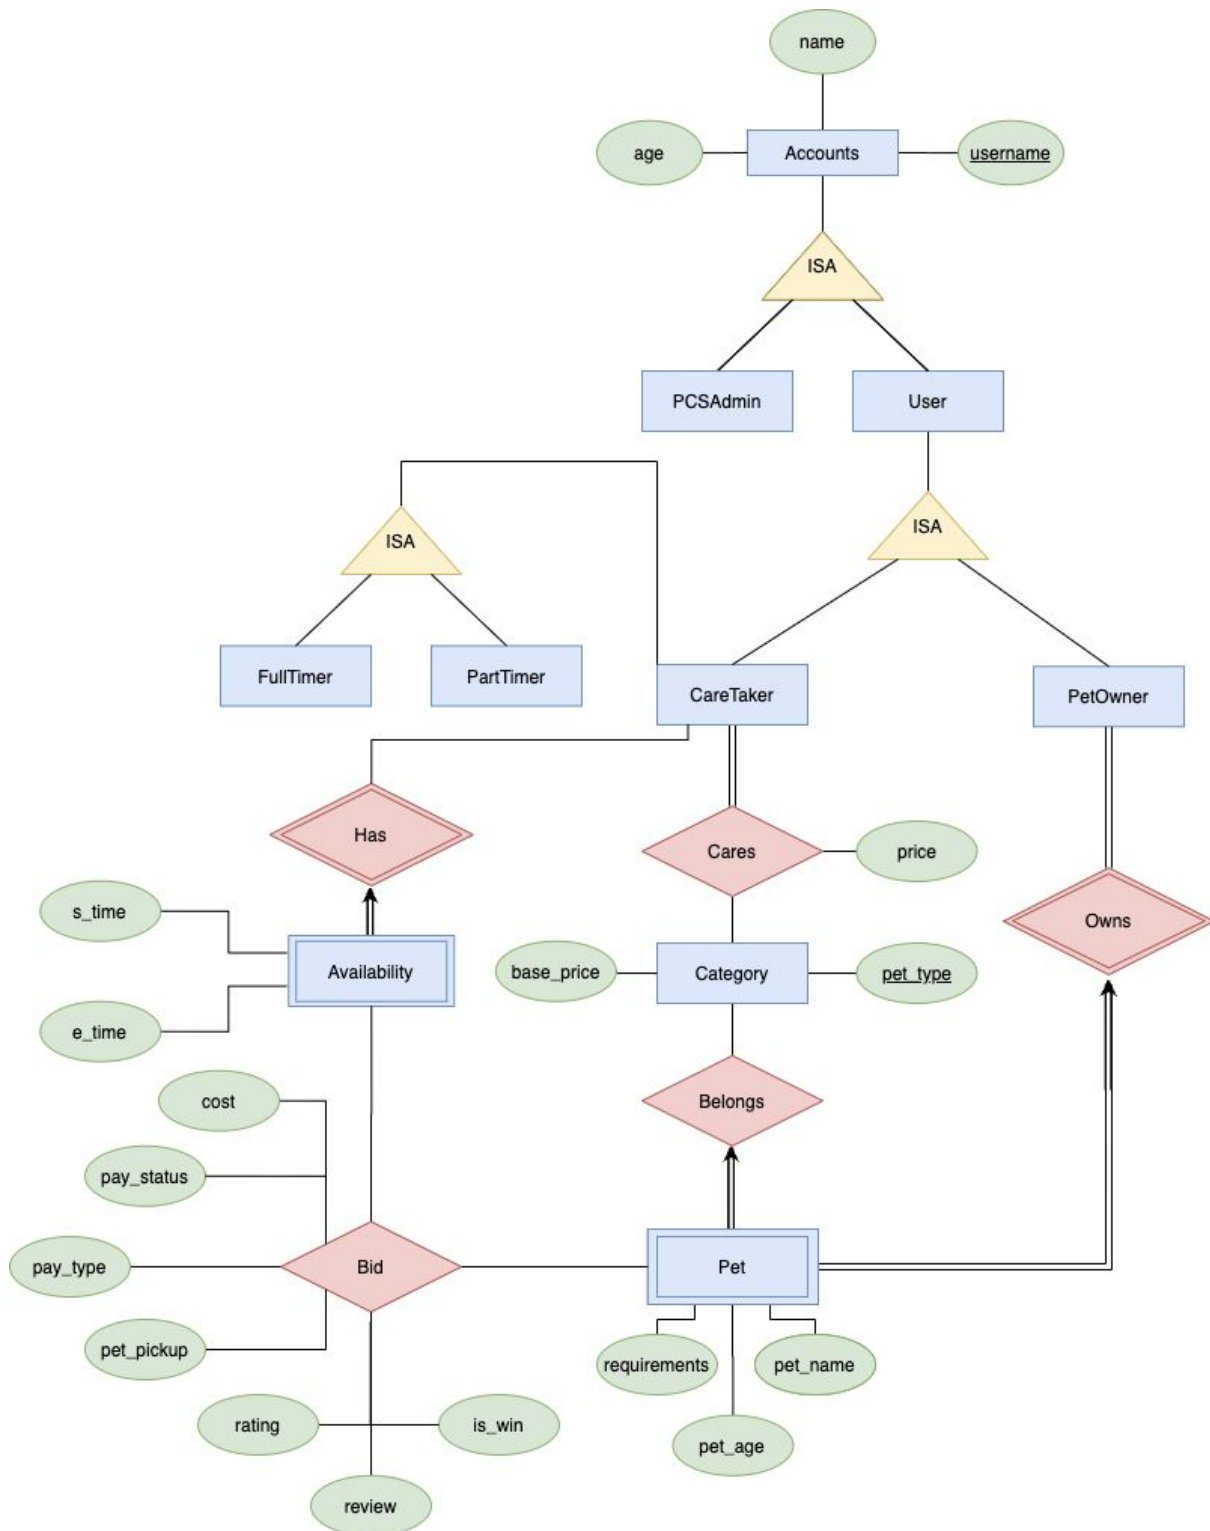 name
age
Accounts
username
ISA
PCSAdmin
User
ISA
ISA
FullTimer
PartTimer
CareTaker
PetOwner
Has
Cares
price
s_time
Owns
Availability
base_price
Category
pet_type
e_time
cost
Belongs
pay_status
pay_type
Bid
Pet
pet_pickup
requirements
pet_name
rating
is_win
pet_age
review